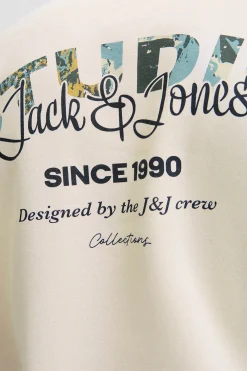 Jack & Jones
SINCE 1990
Designed by the J&J crew
Collections